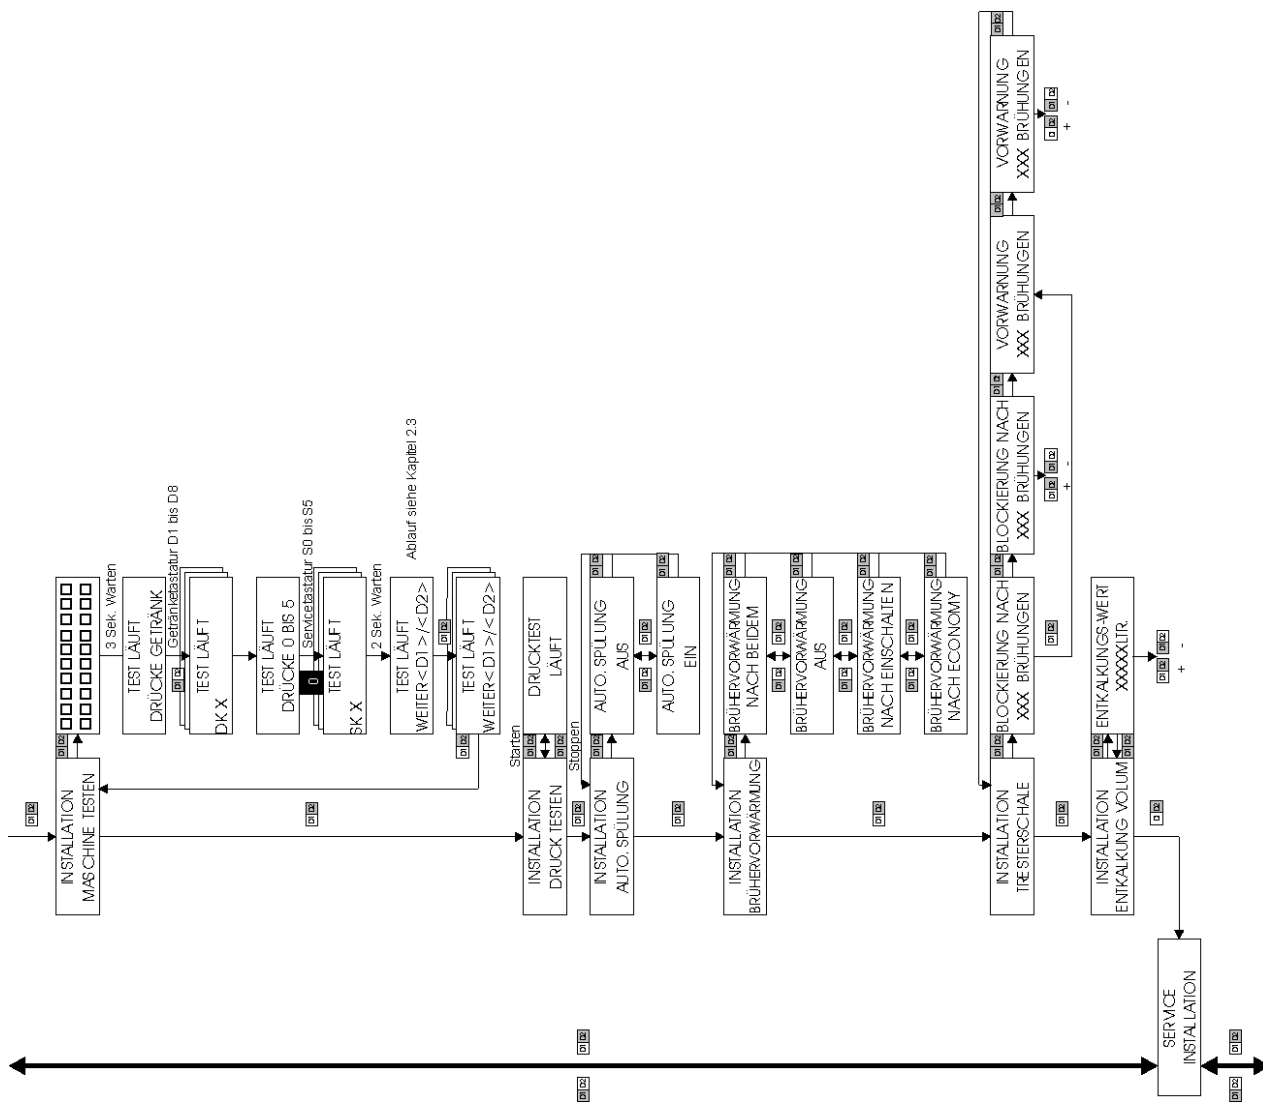 INSTALLATION
MASCHINE TESTEN
3 Sek. Warten
TEST LÄUFT
DRÜCKE GETRÄNK
Getränketastatur D1 bis D8
TEST LÄUFT
DK X
TEST LÄUFT
DRÜCKE 0 BIS 5
Servicetastatur S0 bis S5
0
TEST LÄUFT
SK X
2 Sek. Warten
TEST LÄUFT
WEITER<D1>/<D2>
Ablauf siehe Kapitel 2.3
TEST LÄUFT
WEITER<D1>/<D2>
INSTALLATION
DRUCK TESTEN
Starten
Stoppen
DRUCKTEST
LÄUFT
INSTALLATION
AUTO. SPÜLUNG
AUTO. SPÜLUNG
AUS
AUTO. SPÜLUNG
EIN
INSTALLATION
BRÜHERVORWÄRMUNG
BRÜHERVORWÄRMUNG
NACH BEIDEM
BRÜHERVORWÄRMUNG
AUS
BRÜHERVORWÄRMUNG
NACH EINSCHALTEN
BRÜHERVORWÄRMUNG
NACH ECONOMY
INSTALLATION
TRESTERSCHALE
BLOCKIERUNG NACH
XXX BRÜHUNGEN
BLOCKIERUNG NACH
XXX BRÜHUNGEN
+ -
VORWARNUNG
XXX BRÜHUNGEN
VORWARNUNG
XXX BRÜHUNGEN
+ -
INSTALLATION
ENTKALKUNG VOLUM
ENTKALKUNGS-WERT
XXXXXLTR.
+ -
SERVICE
INSTALLATION
D1 D2